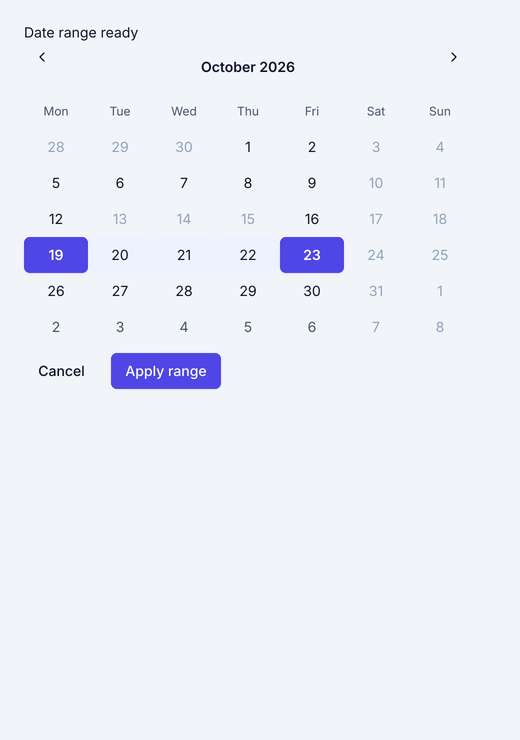 Date range ready
October 2026
Mon Tue Wed Thu Fri Sat Sun
28 29 30 1 2 3 4
5 6 7 8 9 10 11
12 13 14 15 16 17 18
19 20 21 22 23 24 25
26 27 28 29 30 31 1
2 3 4 5 6 7 8
Cancel Apply range